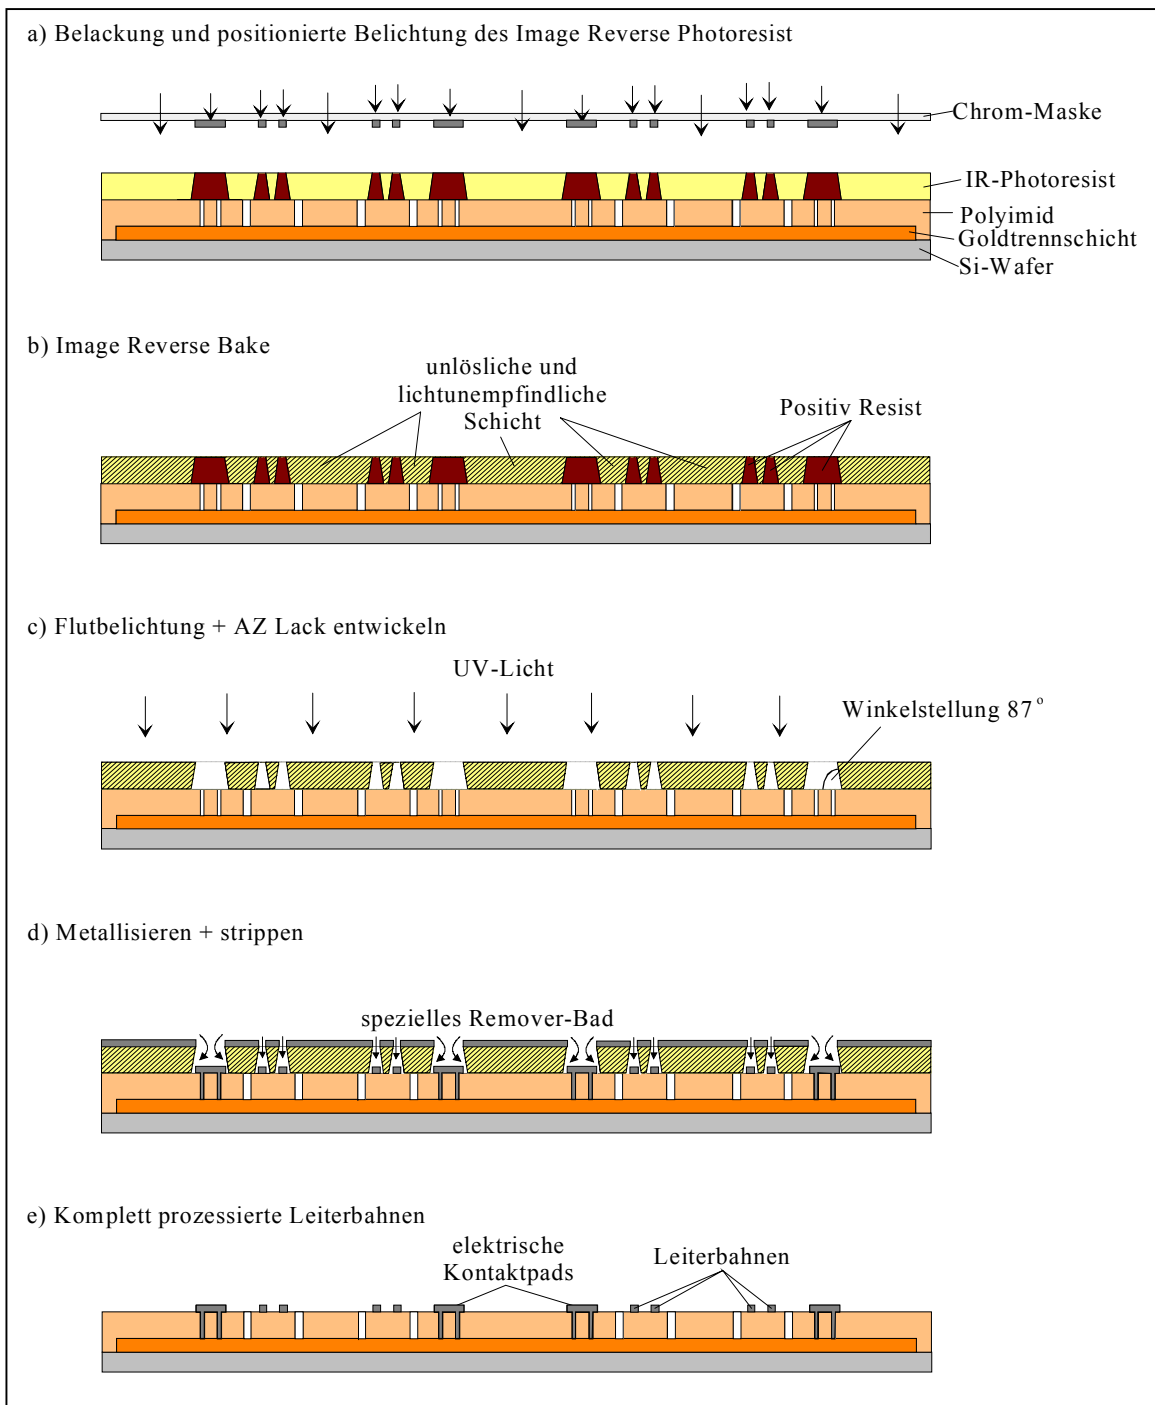 a) Belackung und positionierte Belichtung des Image Reverse Photoresist
Chrom-Maske
IR-Photoresist
Polyimid
Goldtrennschicht
Si-Wafer
b) Image Reverse Bake
unlösliche und
lichtunempfindliche
Schicht
Positiv Resist
c) Flutbelichtung + AZ Lack entwickeln
UV-Licht
Winkelstellung 87°
d) Metallisieren + strippen
spezielles Remover-Bad
e) Komplett prozessierte Leiterbahnen
elektrische
Kontaktpads
Leiterbahnen